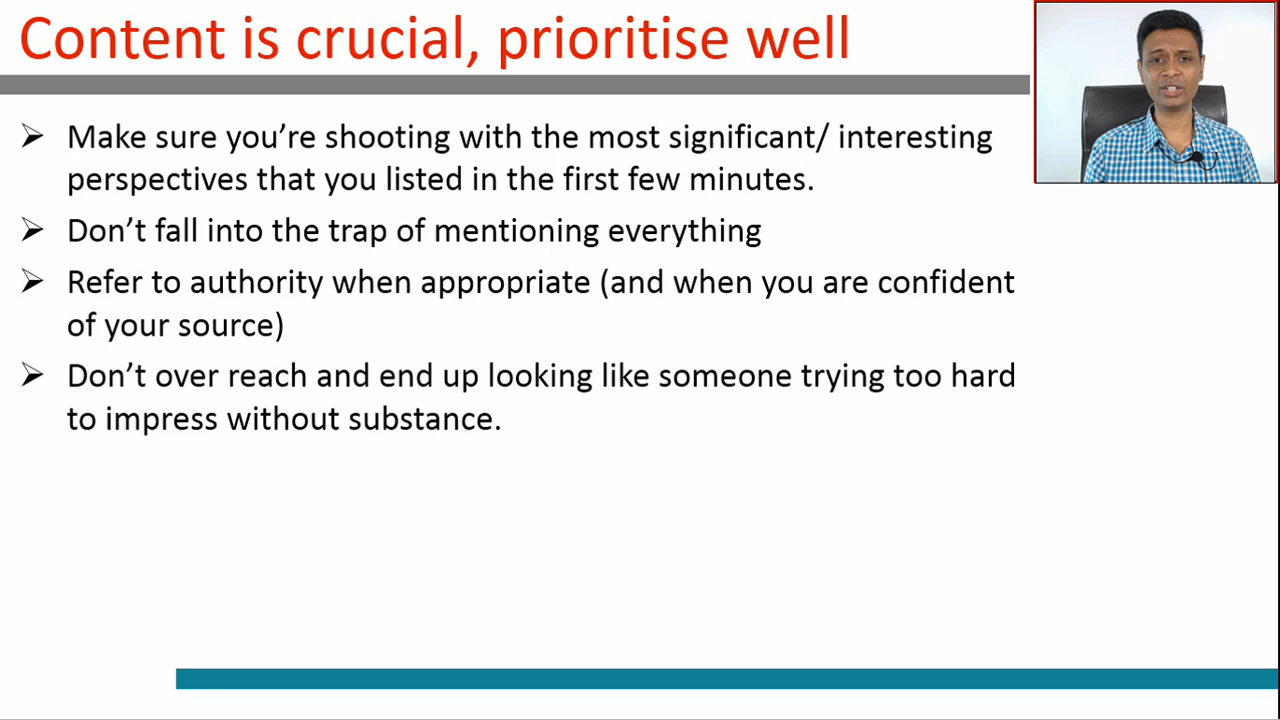 Content is crucial, prioritise well
➢ Make sure you’re shooting with the most significant/ interesting
perspectives that you listed in the first few minutes.
➢ Don’t fall into the trap of mentioning everything
➢ Refer to authority when appropriate (and when you are confident
of your source)
➢ Don’t over reach and end up looking like someone trying too hard
to impress without substance.